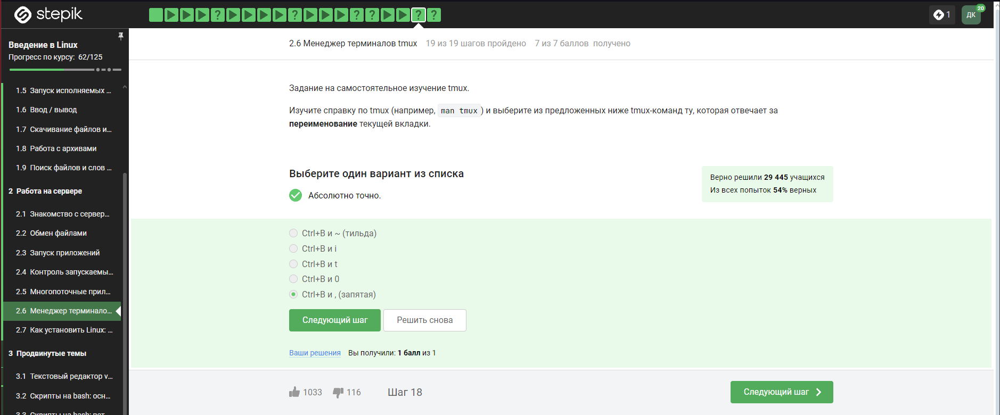 stepik
? ? ? ? ? ?
1
ДК
20
Введение в Linux
Прогресс по курсу: 62/125
1.5 Запуск исполняемых ...
1.6 Ввод / вывод
1.7 Скачивание файлов и...
1.8 Работа с архивами
1.9 Поиск файлов и слов ...
2 Работа на сервере
2.1 Знакомство с сервер...
2.2 Обмен файлами
2.3 Запуск приложений
2.4 Контроль запускаемы...
2.5 Многопоточные прил...
2.6 Менеджер терминало...
2.7 Как установить Linux: ...
3 Продвинутые темы
3.1 Текстовый редактор v...
3.2 Скрипты на bash: осн...
3.3 Скрипты на bash: вет...
2.6 Менеджер терминалов tmux 19 из 19 шагов пройдено 7 из 7 баллов получено
Задание на самостоятельное изучение tmux.
Изучите справку по tmux (например, man tmux ) и выберите из предложенных ниже tmux-команд ту, которая отвечает за
переименование текущей вкладки.
Выберите один вариант из списка
Абсолютно точно.
Верно решили 29 445 учащихся
Из всех попыток 54% верных
Ctrl+B и ~ (тильда)
Ctrl+B и i
Ctrl+B и t
Ctrl+B и 0
Ctrl+B и , (запятая)
Следующий шаг
Решить снова
Ваши решения Вы получили: 1 балл из 1
1033 116 Шаг 18
Следующий шаг